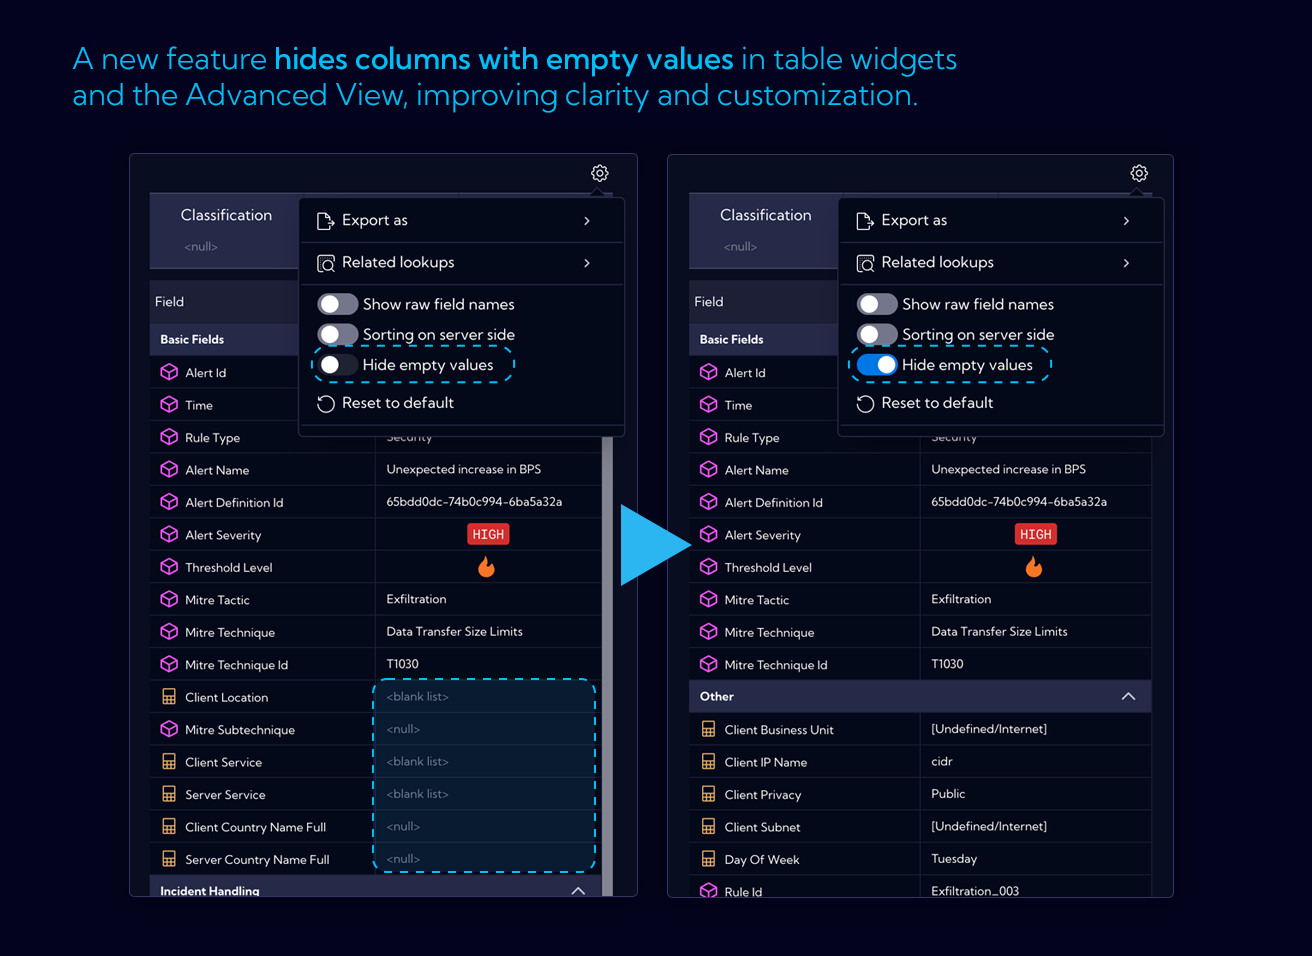 A new feature hides columns with empty values in table widgets
and the Advanced View, improving clarity and customization.
Classification
<null>
Export as
Related lookups
Show raw field names
Sorting on server side
Hide empty values
Reset to default
Field
Basic Fields
Alert Id
Time
Rule Type Security
Alert Name Unexpected increase in BPS
Alert Definition Id 65bdd0dc-74b0c994-6ba5a32a
Alert Severity HIGH
Threshold Level
Mitre Tactic Exfiltration
Mitre Technique Data Transfer Size Limits
Mitre Technique Id T1030
Client Location <blank list>
Mitre Subtechnique <null>
Client Service <blank list>
Server Service <blank list>
Client Country Name Full <null>
Server Country Name Full <null>
Incident Handling
Classification
<null>
Export as
Related lookups
Show raw field names
Sorting on server side
Hide empty values
Reset to default
Field
Basic Fields
Alert Id
Time
Rule Type Security
Alert Name Unexpected increase in BPS
Alert Definition Id 65bdd0dc-74b0c994-6ba5a32a
Alert Severity HIGH
Threshold Level
Mitre Tactic Exfiltration
Mitre Technique Data Transfer Size Limits
Mitre Technique Id T1030
Other
Client Business Unit [Undefined/Internet]
Client IP Name cidr
Client Privacy Public
Client Subnet [Undefined/Internet]
Day Of Week Tuesday
Rule Id Exfiltration_003